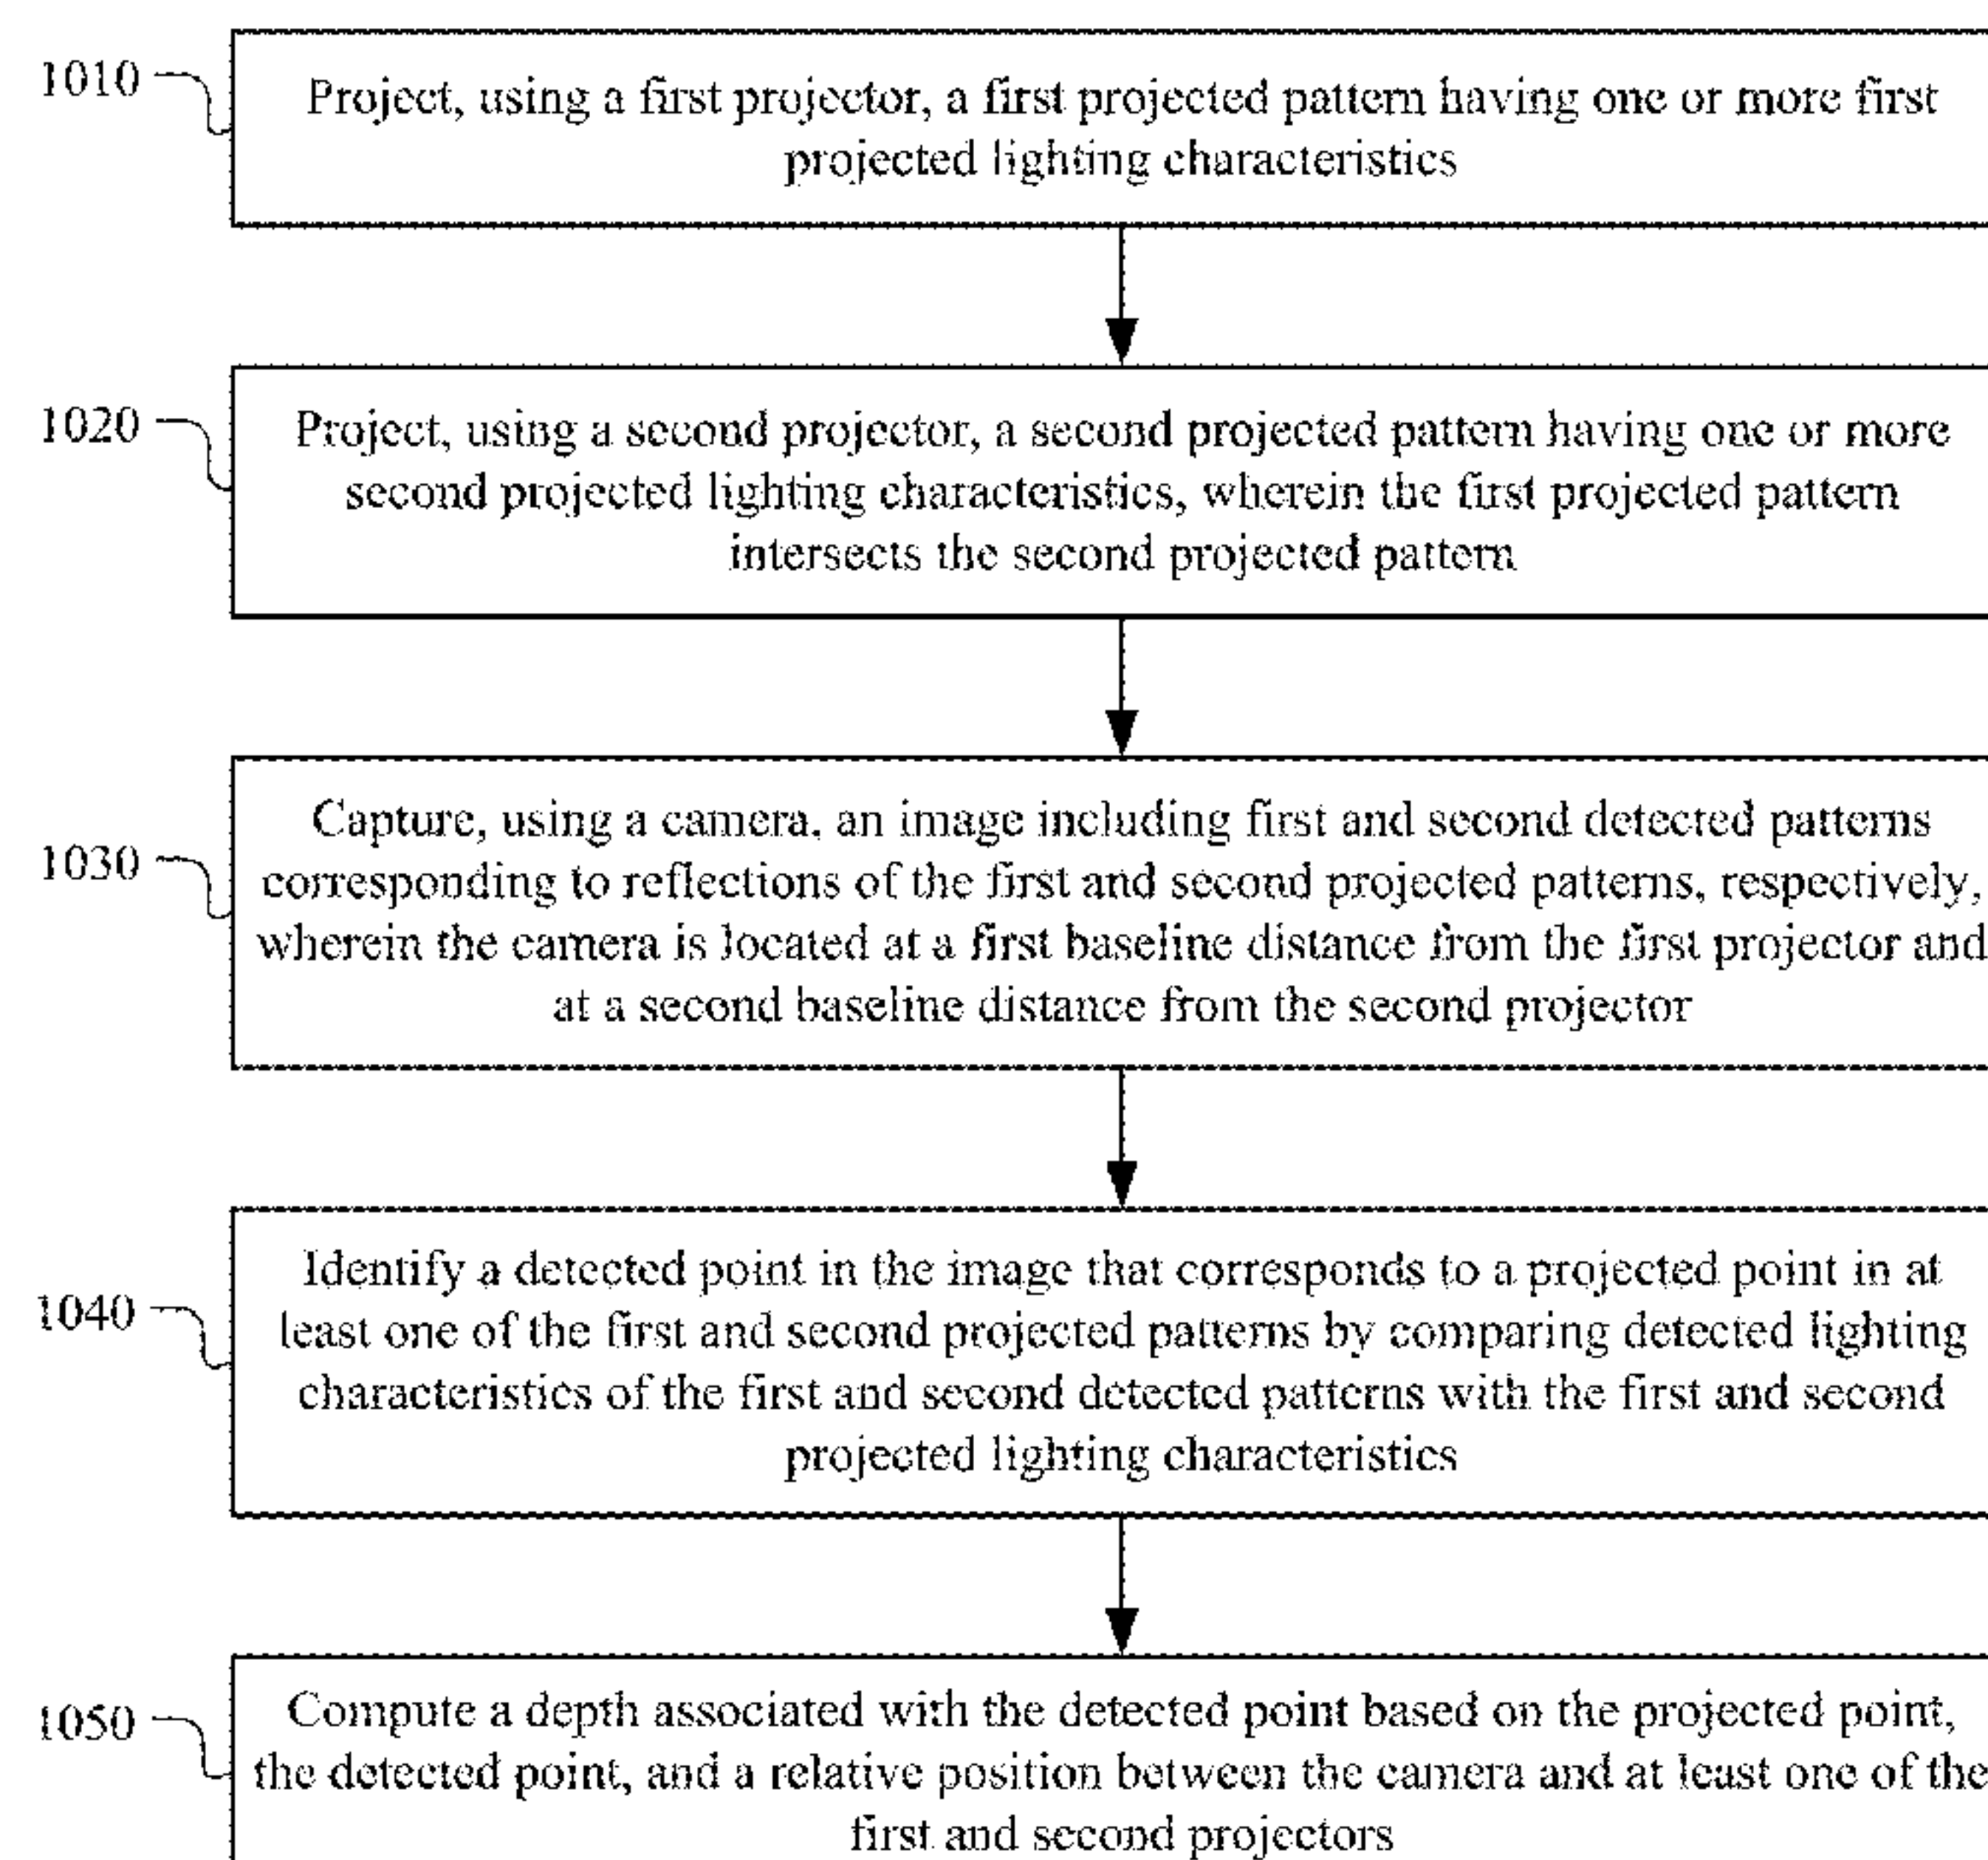 1010
Project, using a first projector, a first projected pattern having one or more first
projected lighting characteristics
1020
Project, using a second projector, a second projected pattern having one or more
second projected lighting characteristics, wherein the first projected pattern
intersects the second projected pattern
1030
Capture, using a camera, an image including first and second detected patterns
corresponding to reflections of the first and second projected patterns, respectively,
wherein the camera is located at a first baseline distance from the first projector and
at a second baseline distance from the second projector
1040
Identify a detected point in the image that corresponds to a projected point in at
least one of the first and second projected patterns by comparing detected lighting
characteristics of the first and second detected patterns with the first and second
projected lighting characteristics
1050
Compute a depth associated with the detected point based on the projected point,
the detected point, and a relative position between the camera and at least one of the
first and second projectors